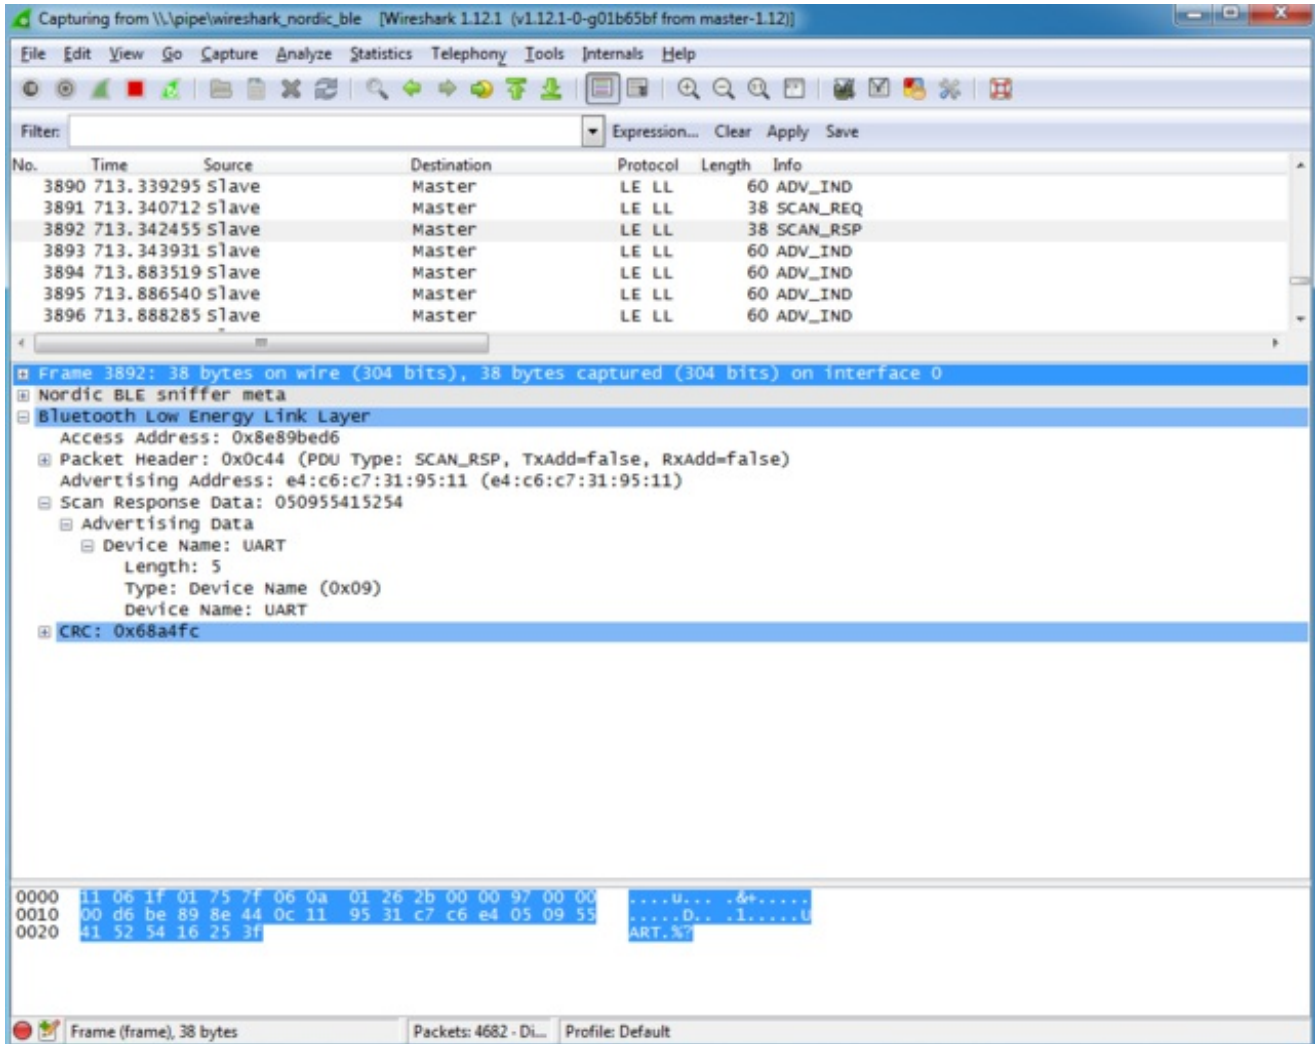 Capturing from \\.\pipe\wireshark_nordic_ble [Wireshark 1.12.1 (v1.12.1-0-g01b65bf from master-1.12)]
File Edit View Go Capture Analyze Statistics Telephony Tools Internals Help
Filter: Expression... Clear Apply Save
No. Time Source Destination Protocol Length Info
3890 713.339295 Slave Master LE LL 60 ADV_IND
3891 713.340712 Slave Master LE LL 38 SCAN_REQ
3892 713.342455 Slave Master LE LL 38 SCAN_RSP
3893 713.343931 Slave Master LE LL 60 ADV_IND
3894 713.883519 Slave Master LE LL 60 ADV_IND
3895 713.886540 Slave Master LE LL 60 ADV_IND
3896 713.888285 Slave Master LE LL 60 ADV_IND
Frame 3892: 38 bytes on wire (304 bits), 38 bytes captured (304 bits) on interface 0
Nordic BLE sniffer meta
Bluetooth Low Energy Link Layer
Access Address: 0x8e89bed6
Packet Header: 0x0c44 (PDU Type: SCAN_RSP, TxAdd=false, RxAdd=false)
Advertising Address: e4:c6:c7:31:95:11 (e4:c6:c7:31:95:11)
Scan Response Data: 050955415254
Advertising Data
Device Name: UART
Length: 5
Type: Device Name (0x09)
Device Name: UART
CRC: 0x68a4fc
0000 11 06 1f 01 75 7f 06 0a 01 26 2b 00 00 97 00 00 ....u... .&+.....
0010 00 d6 be 89 8e 44 0c 11 95 31 c7 c6 e4 05 09 55 .....D.. .1.....U
0020 41 52 54 16 25 3f ART.%?
Frame (frame), 38 bytes Packets: 4682 - Di... Profile: Default